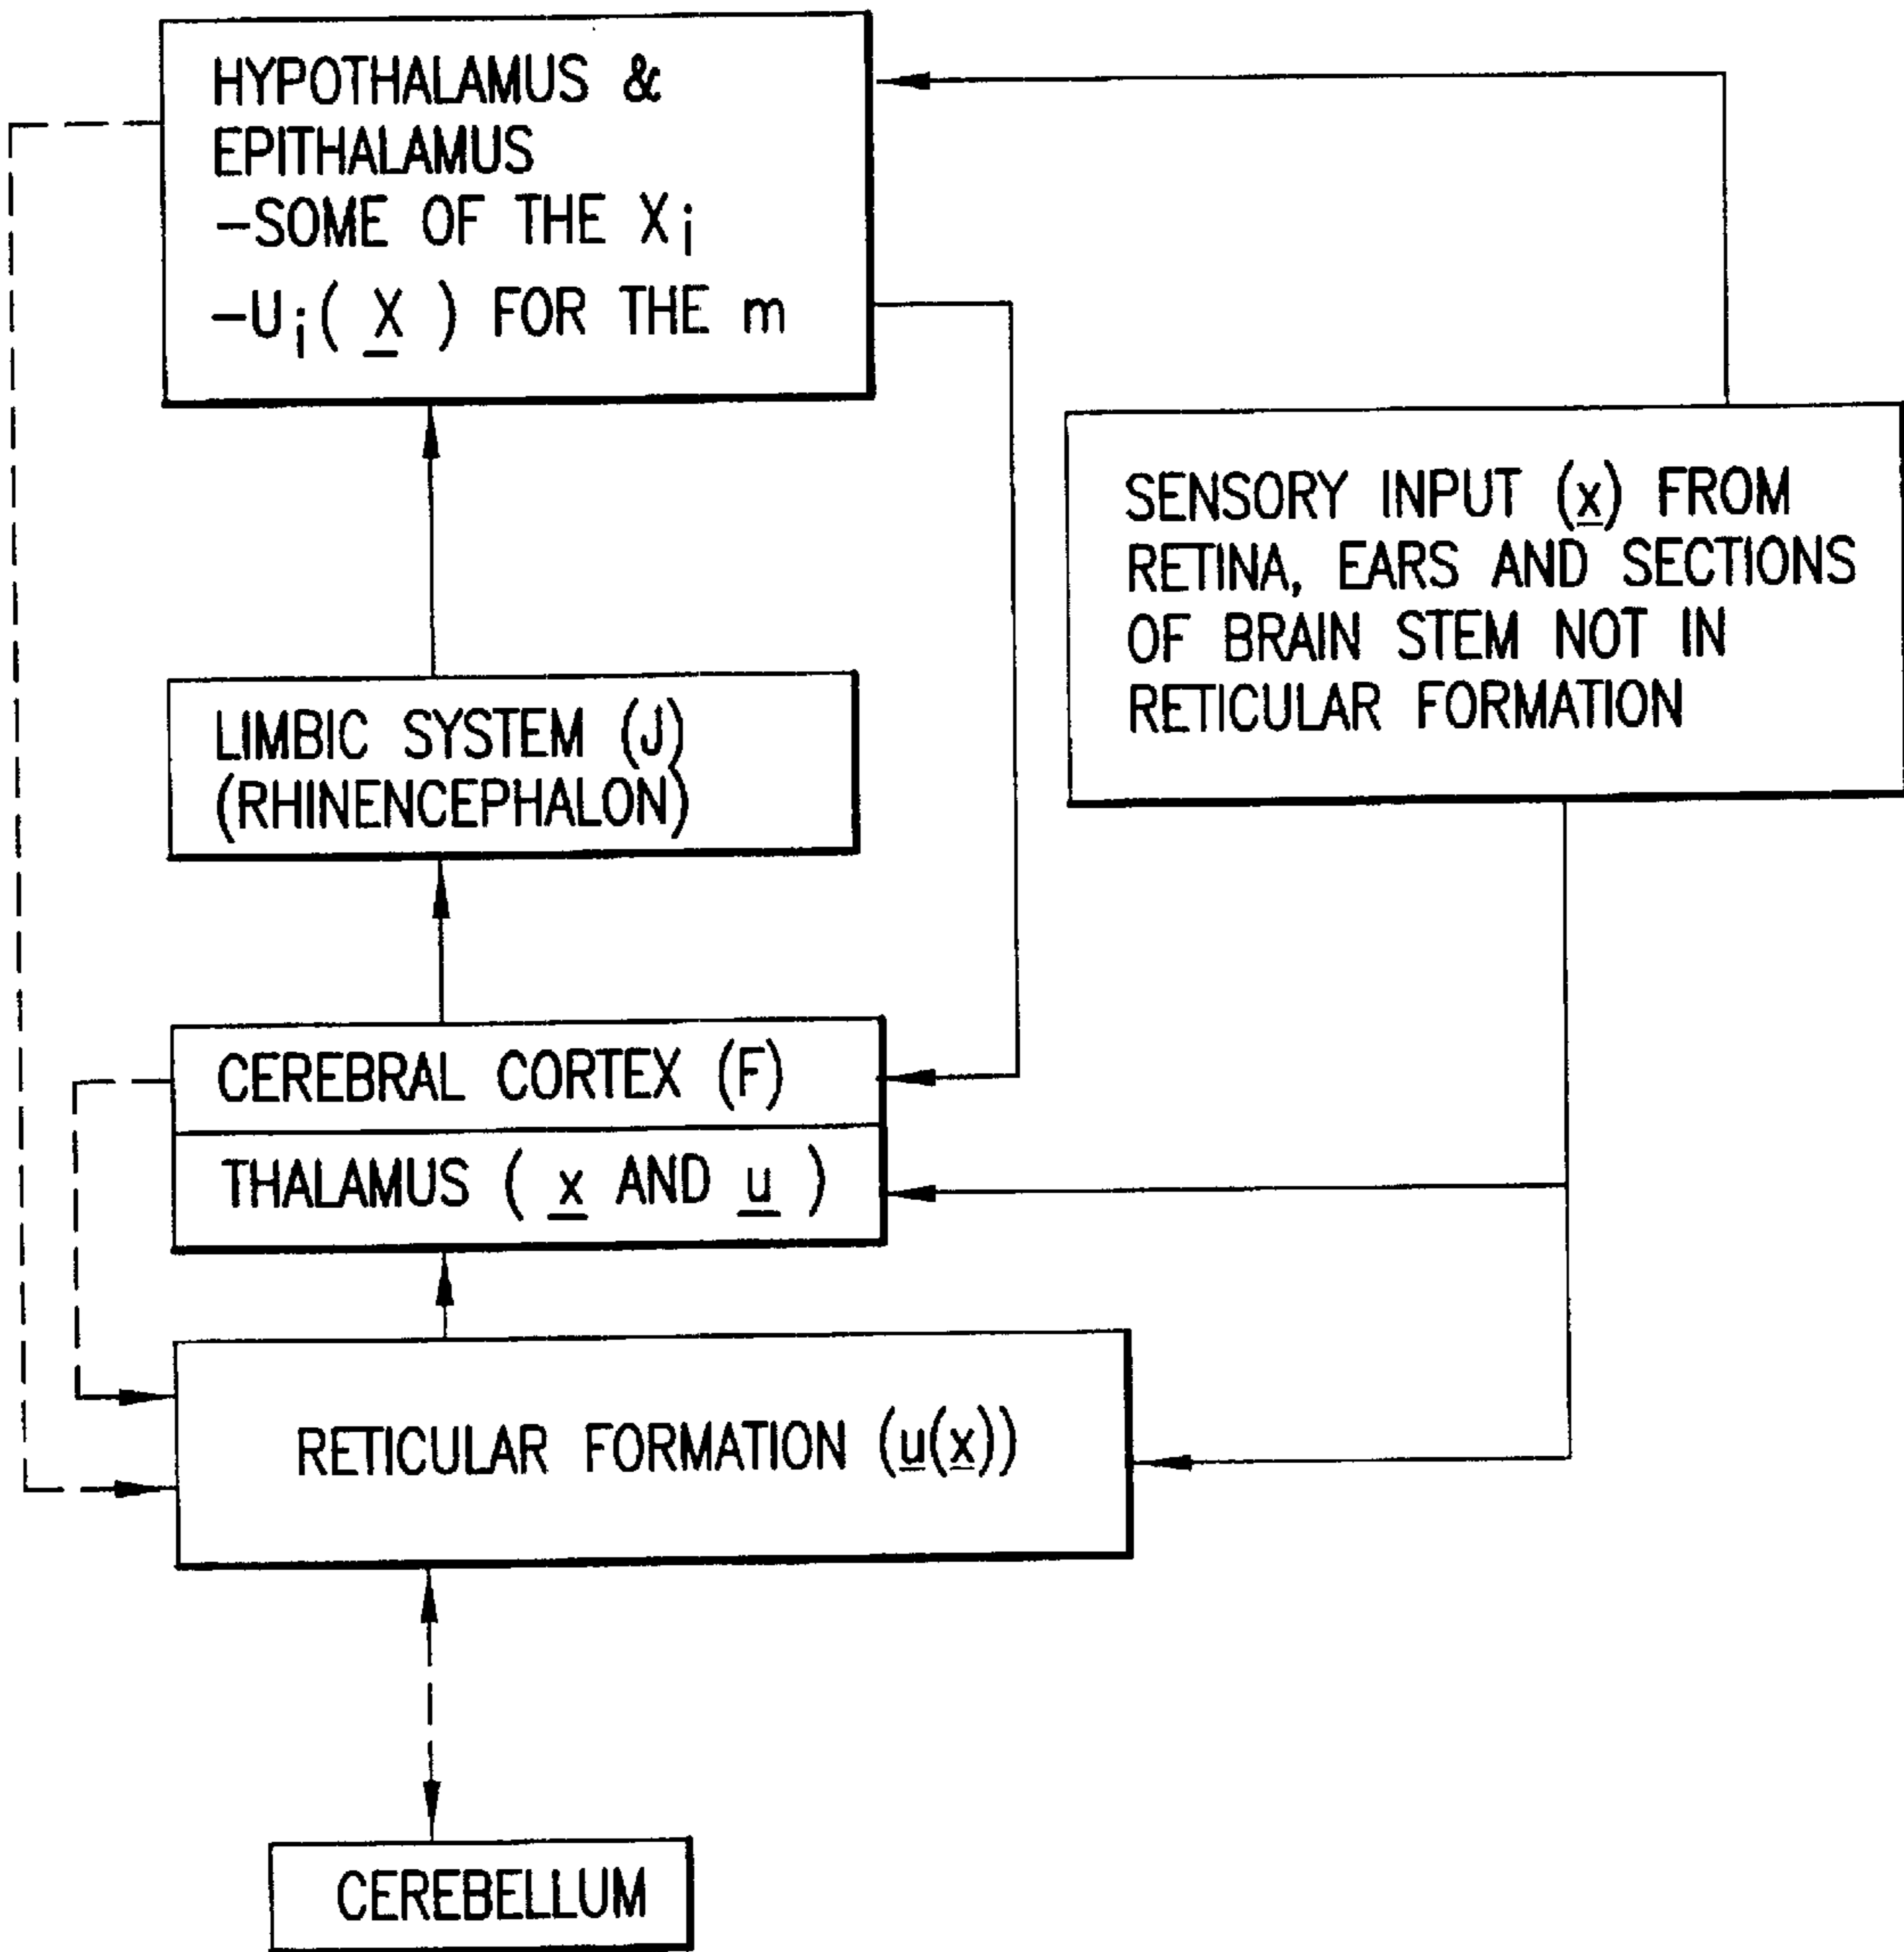 HYPOTHALAMUS &
EPITHALAMUS
-SOME OF THE Xi
-Ui( X ) FOR THE m
SENSORY INPUT (x) FROM
RETINA, EARS AND SECTIONS
OF BRAIN STEM NOT IN
RETICULAR FORMATION
LIMBIC SYSTEM (J)
(RHINENCEPHALON)
CEREBRAL CORTEX (F)
THALAMUS ( x AND u )
RETICULAR FORMATION (u(x))
CEREBELLUM